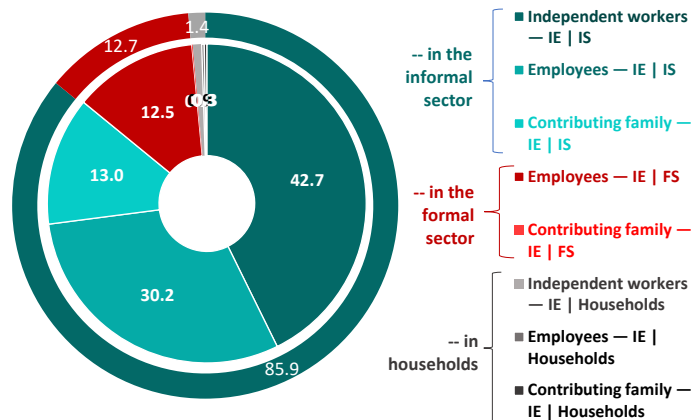 1.4
12.7
12.5
13.0
42.7
30.2
85.9
-- in the
informal
sector
Independent workers
— IE | IS
Employees — IE | IS
Contributing family —
IE | IS
-- in the
formal
sector
Employees — IE | FS
Contributing family —
IE | FS
-- in
households
Independent workers
— IE | Households
Employees — IE |
Households
Contributing family —
IE | Households